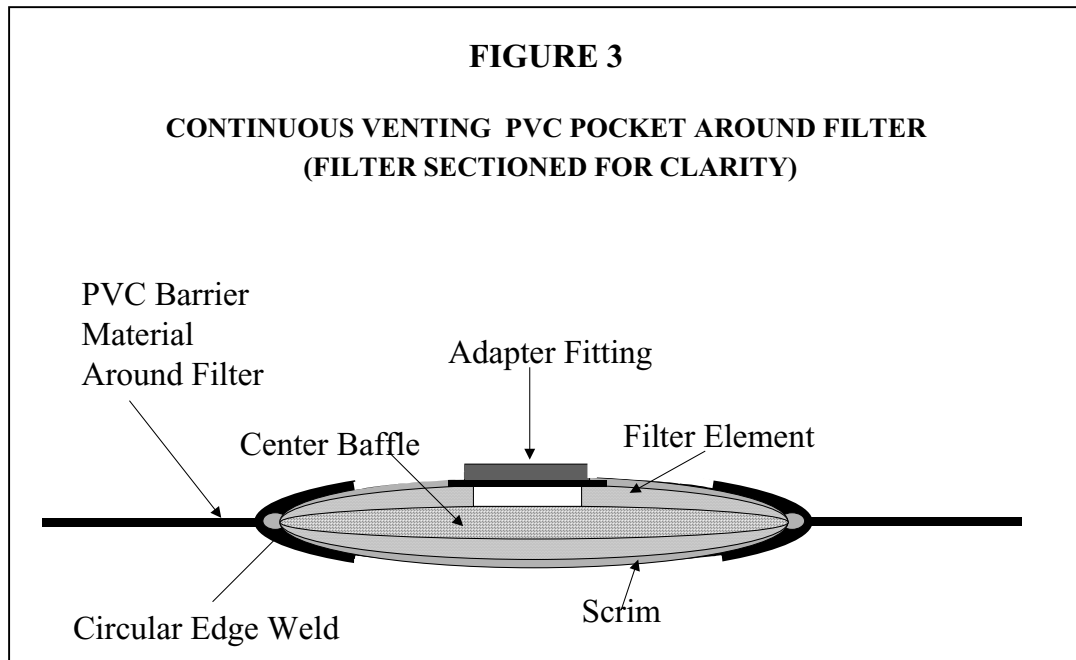 FIGURE 3
CONTINUOUS VENTING PVC POCKET AROUND FILTER
(FILTER SECTIONED FOR CLARITY)
PVC Barrier
Material
Around Filter
Adapter Fitting
Center Baffle
Filter Element
Scrim
Circular Edge Weld